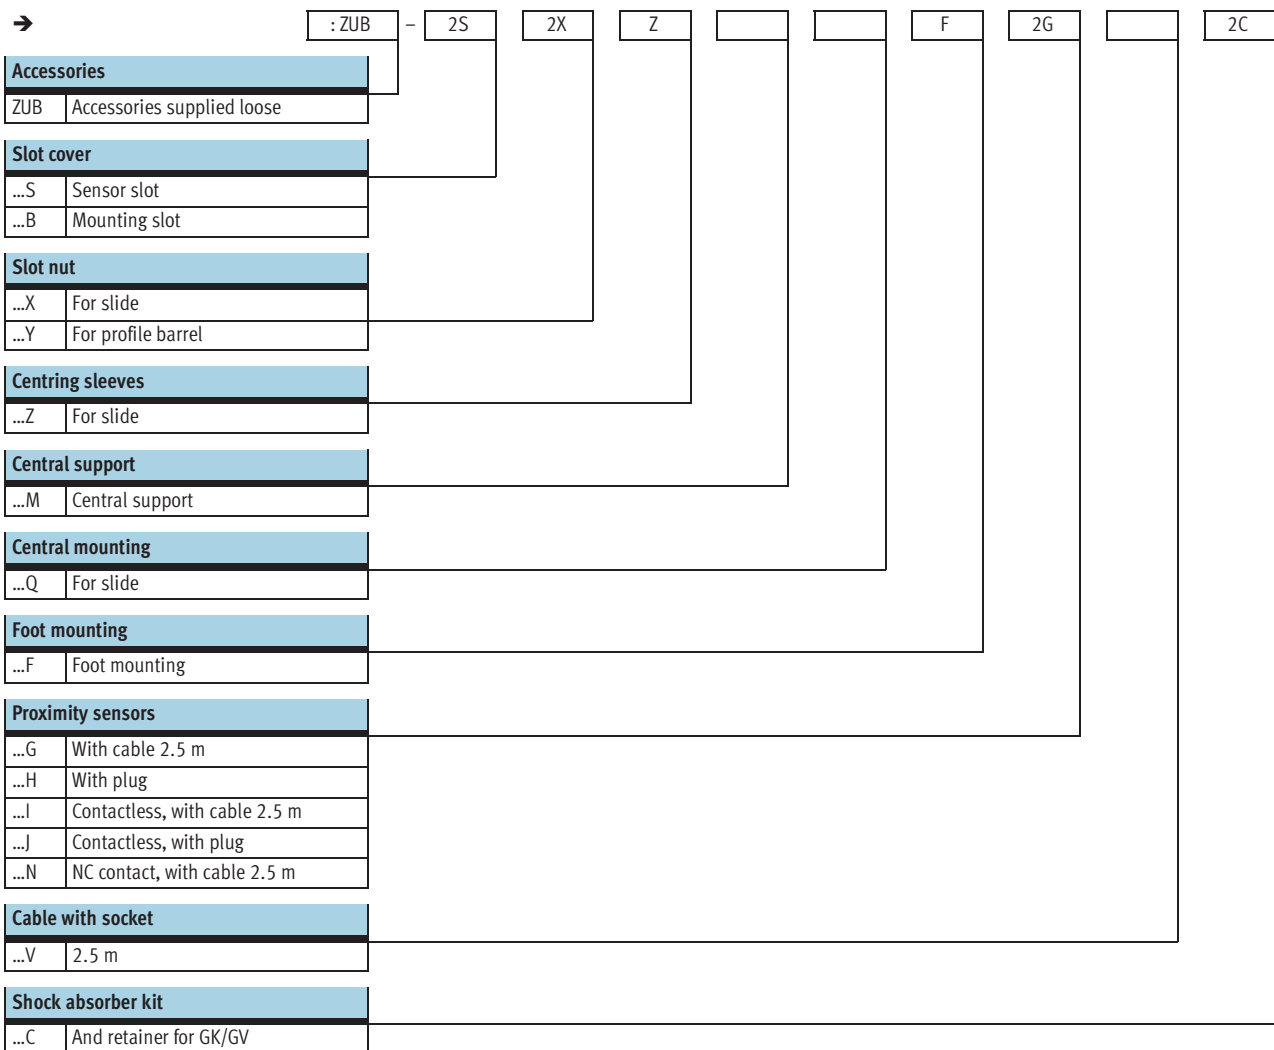 ➔ : ZUB – 2S 2X Z F 2G 2C
Accessories
ZUB Accessories supplied loose
Slot cover
...S Sensor slot
...B Mounting slot
Slot nut
...X For slide
...Y For profile barrel
Centring sleeves
...Z For slide
Central support
...M Central support
Central mounting
...Q For slide
Foot mounting
...F Foot mounting
Proximity sensors
...G With cable 2.5 m
...H With plug
...I Contactless, with cable 2.5 m
...J Contactless, with plug
...N NC contact, with cable 2.5 m
Cable with socket
...V 2.5 m
Shock absorber kit
...C And retainer for GK/GV